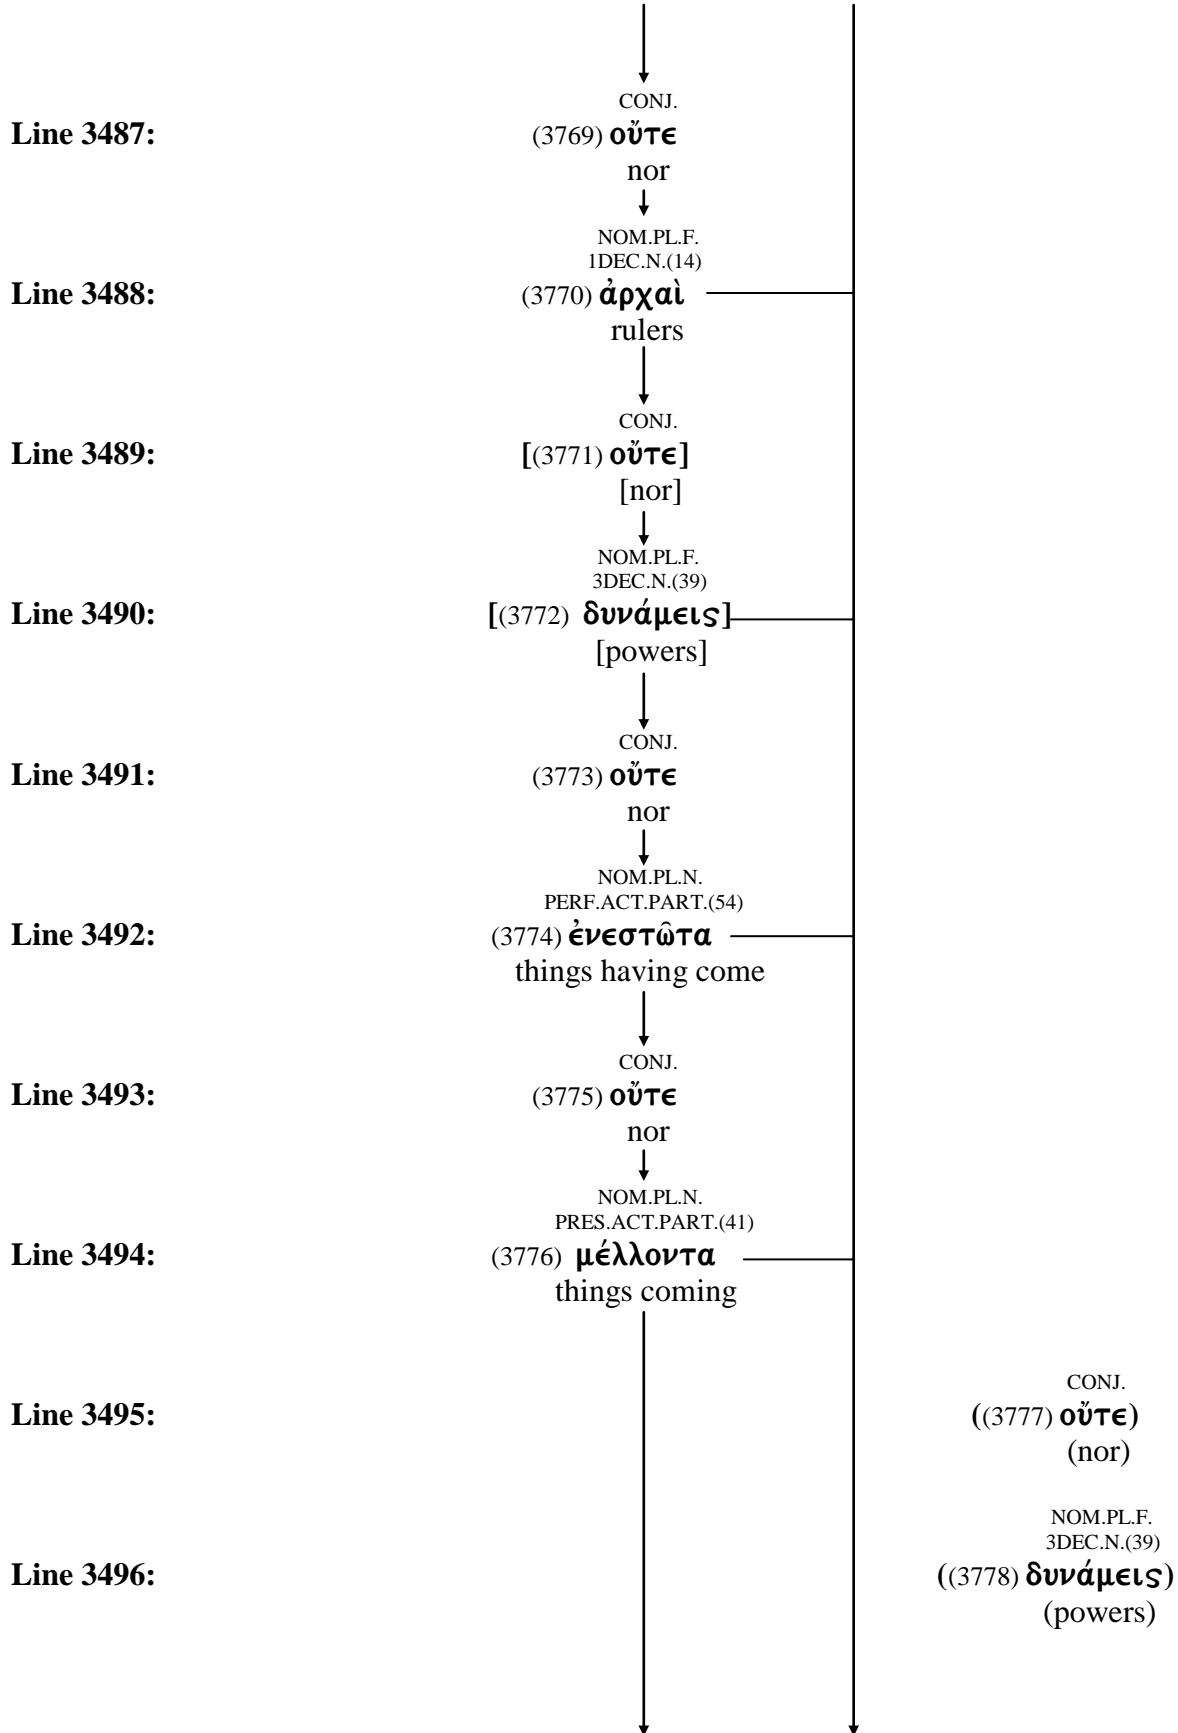 CONJ.
Line 3487: (3769) οὔτε
nor
NOM.PL.F.
1DEC.N.(14)
Line 3488: (3770) ἀρχαὶ
rulers
CONJ.
Line 3489: [(3771) οὔτε]
[nor]
NOM.PL.F.
3DEC.N.(39)
Line 3490: [(3772) δυνάμεις]
[powers]
CONJ.
Line 3491: (3773) οὔτε
nor
NOM.PL.N.
PERF.ACT.PART.(54)
Line 3492: (3774) ἐνεστῶτα
things having come
CONJ.
Line 3493: (3775) οὔτε
nor
NOM.PL.N.
PRES.ACT.PART.(41)
Line 3494: (3776) μέλλοντα
things coming
CONJ.
Line 3495: ((3777) οὔτε)
(nor)
NOM.PL.F.
3DEC.N.(39)
Line 3496: ((3778) δυνάμεις)
(powers)